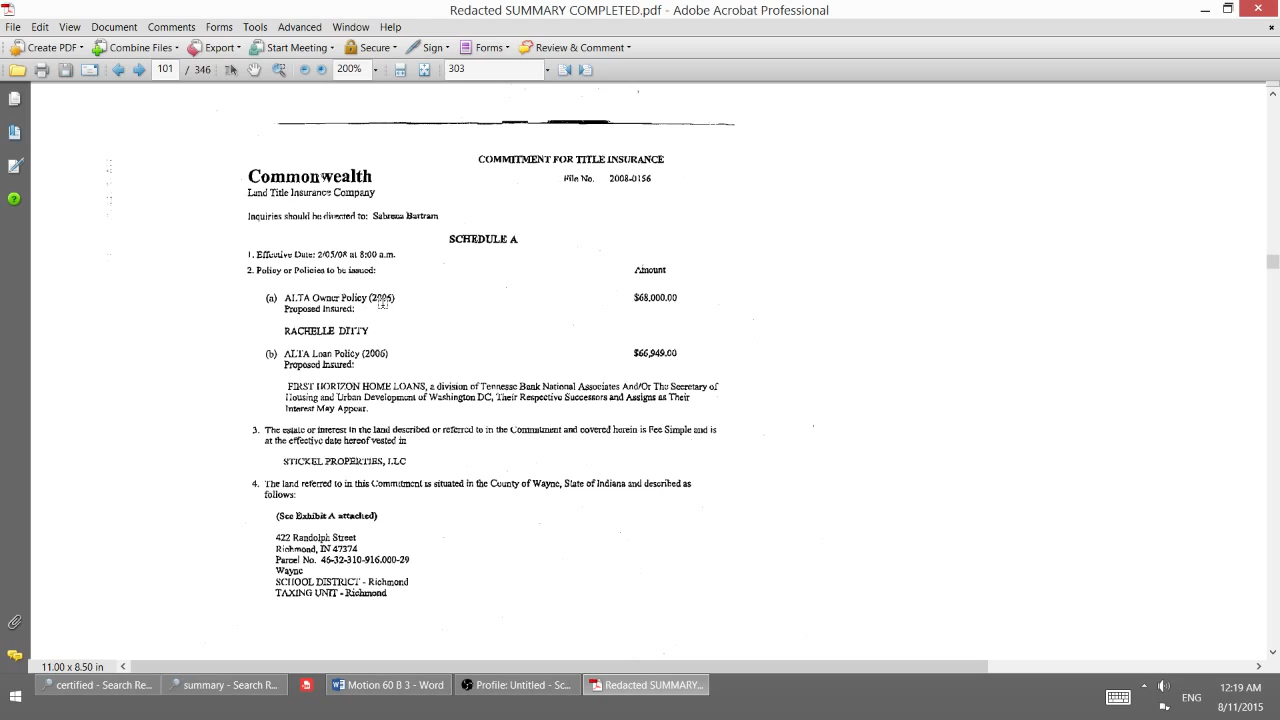 Redacted SUMMARY COMPLETED.pdf - Adobe Acrobat Professional
File Edit View Document Comments Forms Tools Advanced Window Help
Create PDF Combine Files Export Start Meeting Secure Sign Forms Review & Comment
101 / 346 200% 303
COMMITMENT FOR TITLE INSURANCE
Commonwealth
File No. 2008-0156
Land Title Insurance Company
Inquiries should be directed to: Sabrena Bartram
SCHEDULE A
1. Effective Date: 2/05/08 at 8:00 a.m.
2. Policy or Policies to be issued: Amount
(a) ALTA Owner Policy (2006) $68,000.00
Proposed Insured:
RACHELLE DITTY
(b) ALTA Loan Policy (2006) $66,949.00
Proposed Insured:
FIRST HORIZON HOME LOANS, a division of Tennesse Bank National Associates And/Or The Secretary of
Housing and Urban Development of Washington DC, Their Respective Successors and Assigns as Their
Interest May Appear.
3. The estate or interest in the land described or referred to in the Commitment and covered herein is Fee Simple and is
at the effective date hereof vested in
STICKEL PROPERTIES, LLC
4. The land referred to in this Commitment is situated in the County of Wayne, State of Indiana and described as
follows:
(See Exhibit A attached)
422 Randolph Street
Richmond, IN 47374
Parcel No. 46-32-310-916.000-29
Wayne
SCHOOL DISTRICT - Richmond
TAXING UNIT - Richmond
11.00 x 8.50 in
certified - Search Re... summary - Search R... Motion 60 B 3 - Word Profile: Untitled - Sc... Redacted SUMMARY... ENG 12:19 AM
8/11/2015